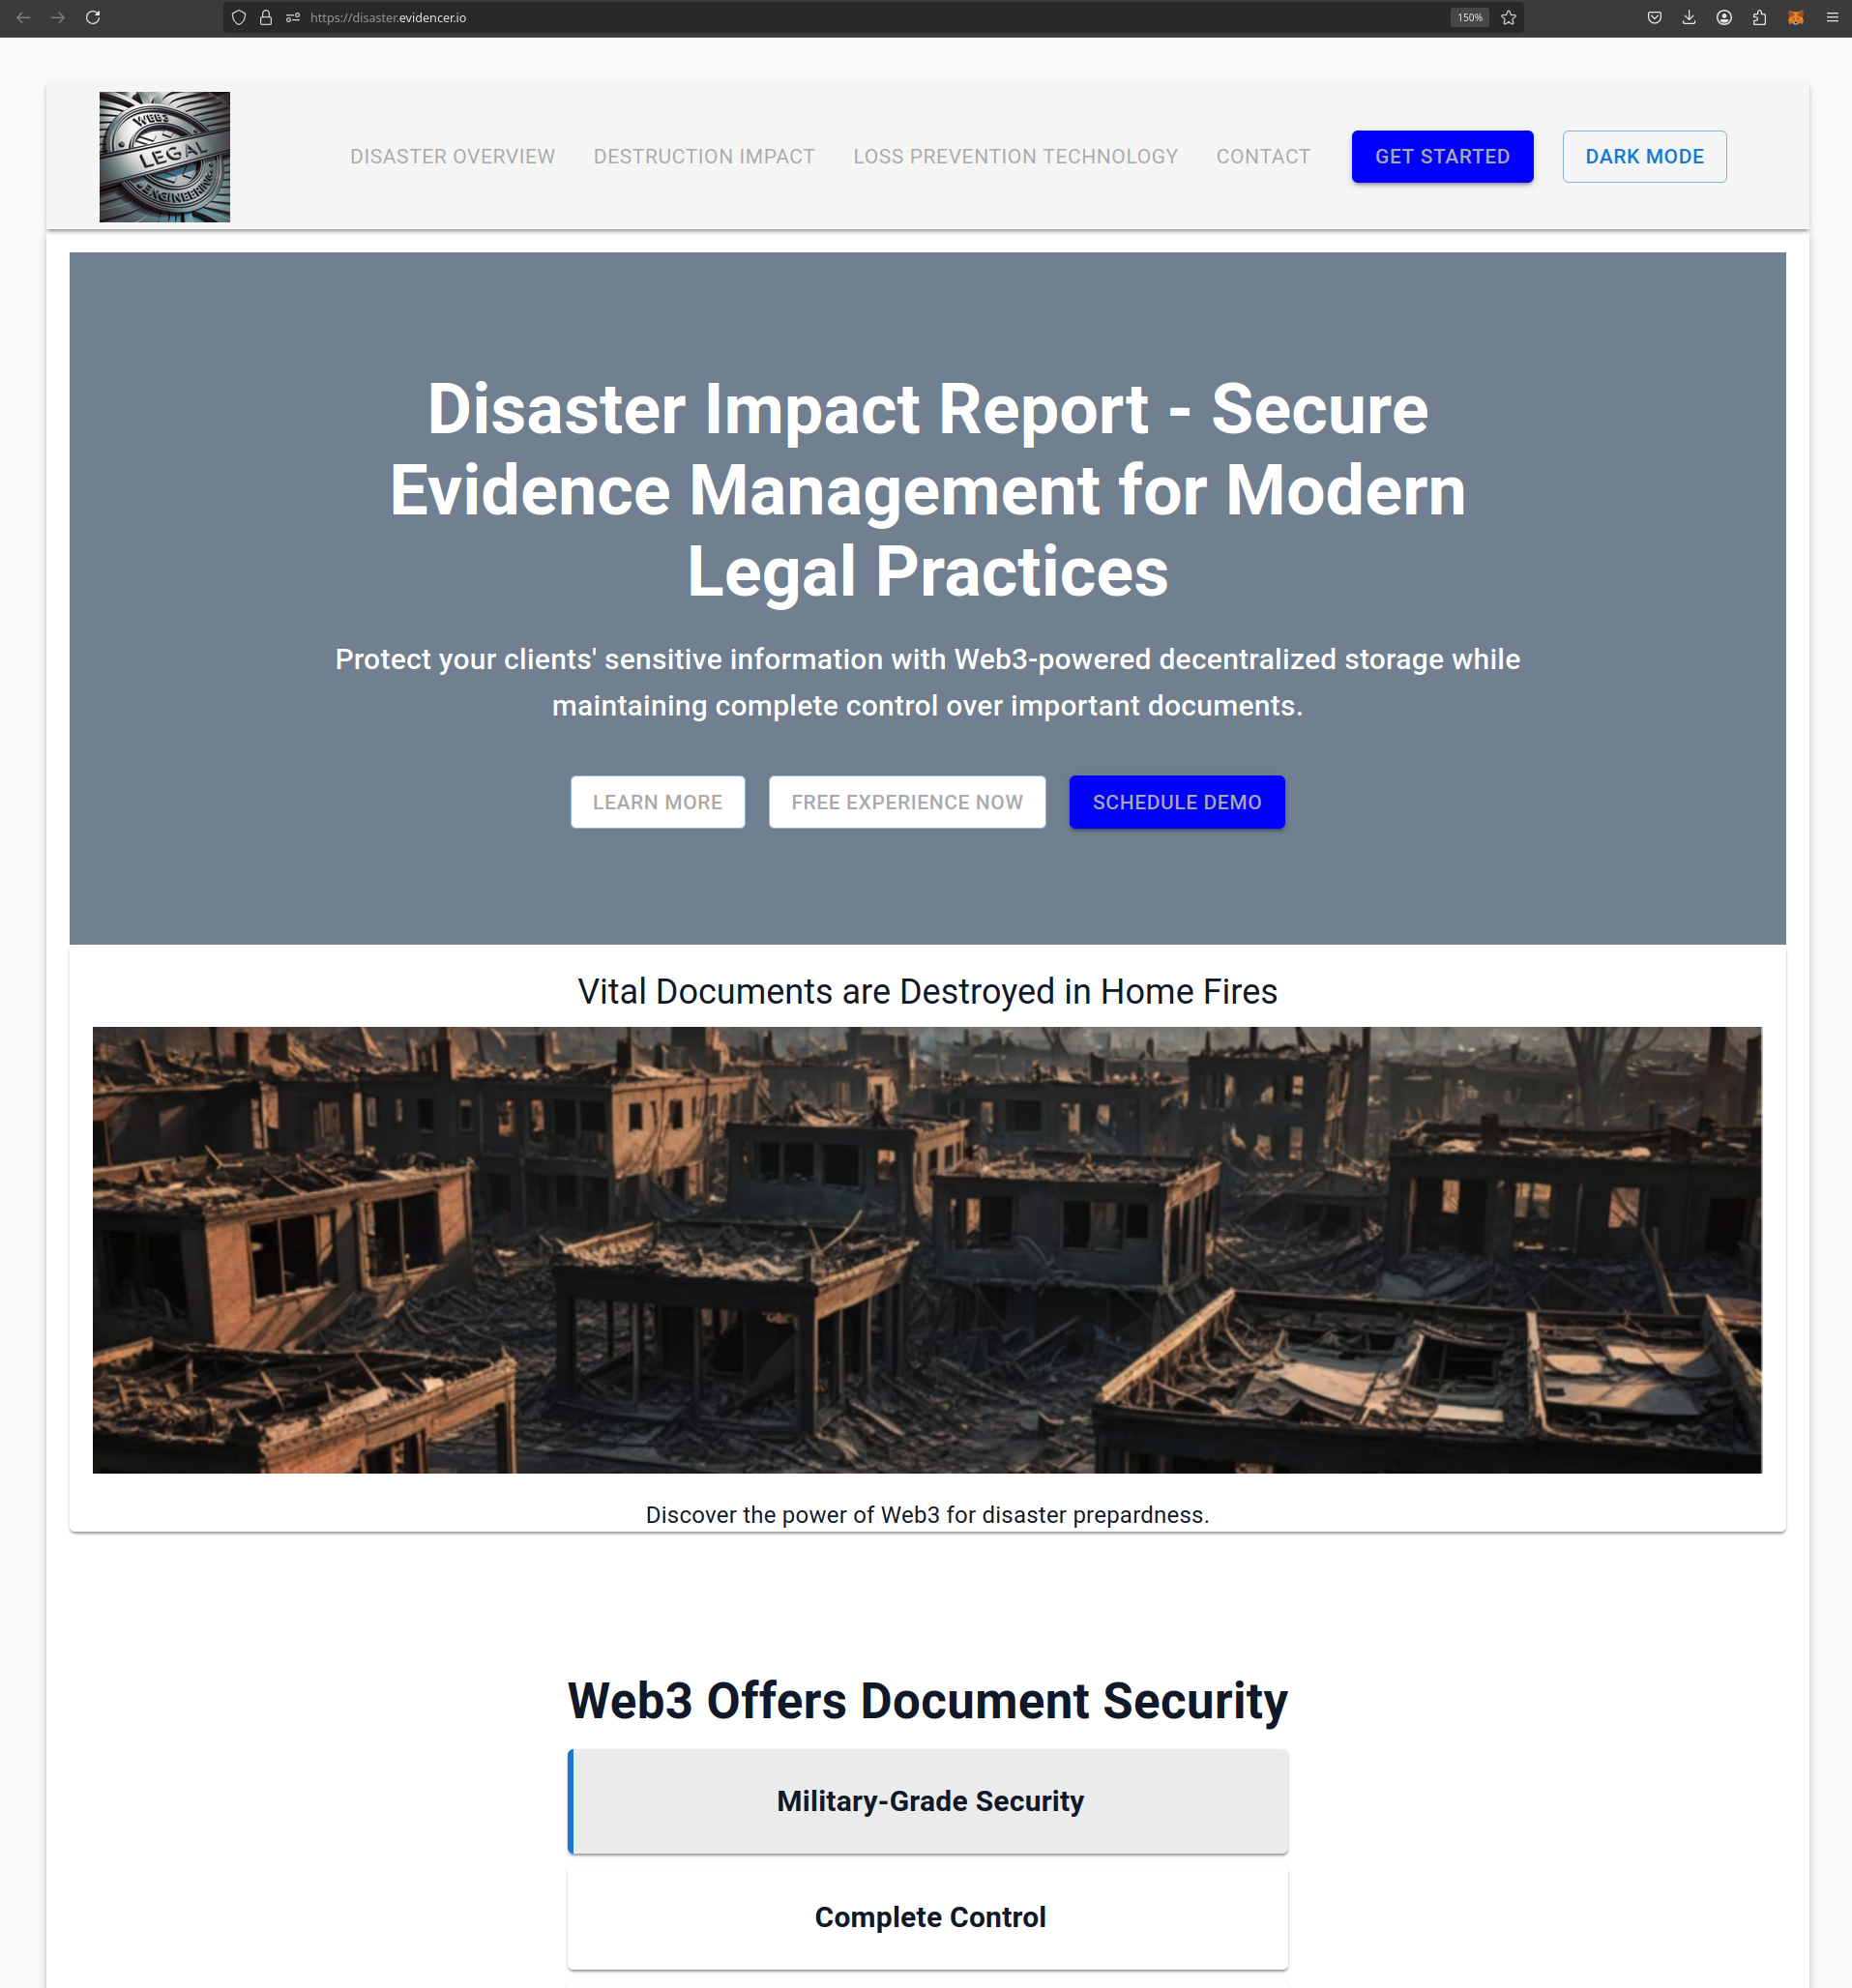 https://disaster.evidencer.io
150%
WEB3
LEGAL
ENGINEERING
DISASTER OVERVIEW
DESTRUCTION IMPACT
LOSS PREVENTION TECHNOLOGY
CONTACT
GET STARTED
DARK MODE
Disaster Impact Report - Secure
Evidence Management for Modern
Legal Practices
Protect your clients' sensitive information with Web3-powered decentralized storage while
maintaining complete control over important documents.
LEARN MORE
FREE EXPERIENCE NOW
SCHEDULE DEMO
Vital Documents are Destroyed in Home Fires
Discover the power of Web3 for disaster prepardness.
Web3 Offers Document Security
Military-Grade Security
Complete Control